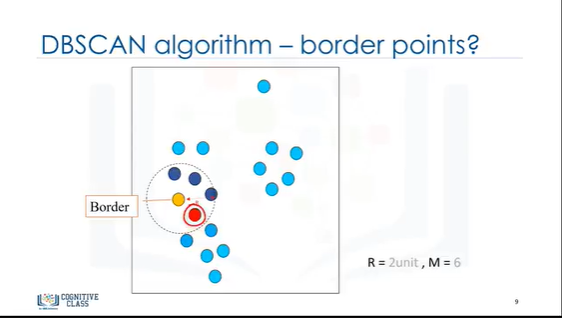 DBSCAN algorithm – border points?
Border
R = 2unit , M = 6
COGNITIVE
CLASS
9